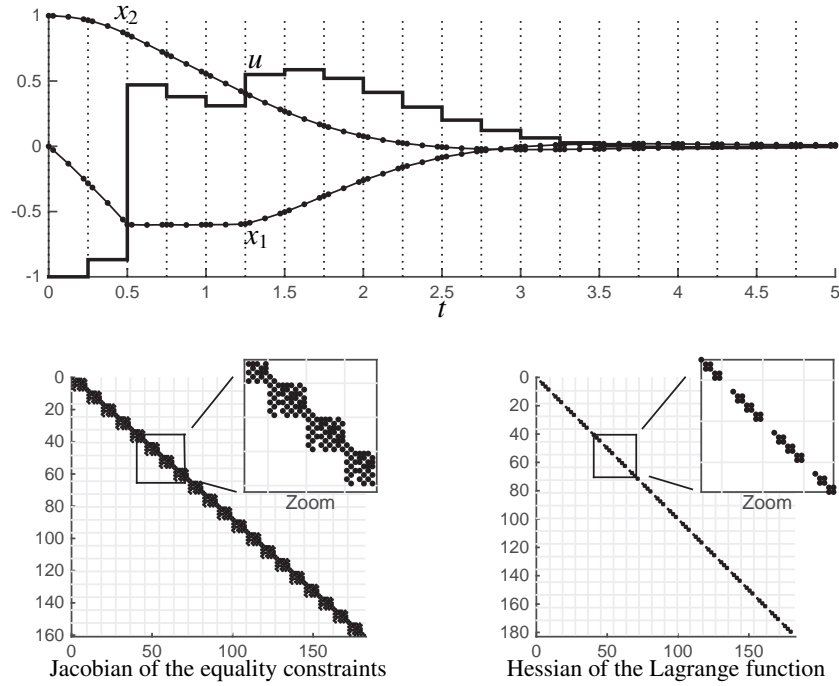 1
x2
u
0.5
0
-0.5
x1
-1
0 0.5 1 1.5 2 2.5 3 3.5 4 4.5 5
t
0
20
40
60
80
100
120
140
160
0 50 100 150
Zoom
Jacobian of the equality constraints
0
20
40
60
80
100
120
140
160
180
0 50 100 150
Zoom
Hessian of the Lagrange function